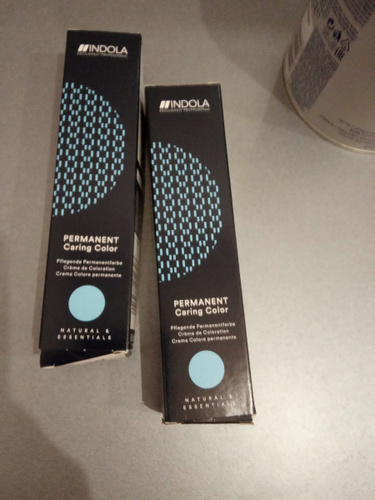 INDOLA
PERMANENT
Caring Color
Pflegende Permanentfarbe
Crème de Coloration
Crema Colore permanente
NATURAL &
ESSENTIALS
INDOLA
PERMANENT
Caring Color
Pflegende Permanentfarbe
Crème de Coloration
Crema Colore permanente
NATURAL &
ESSENTIALS